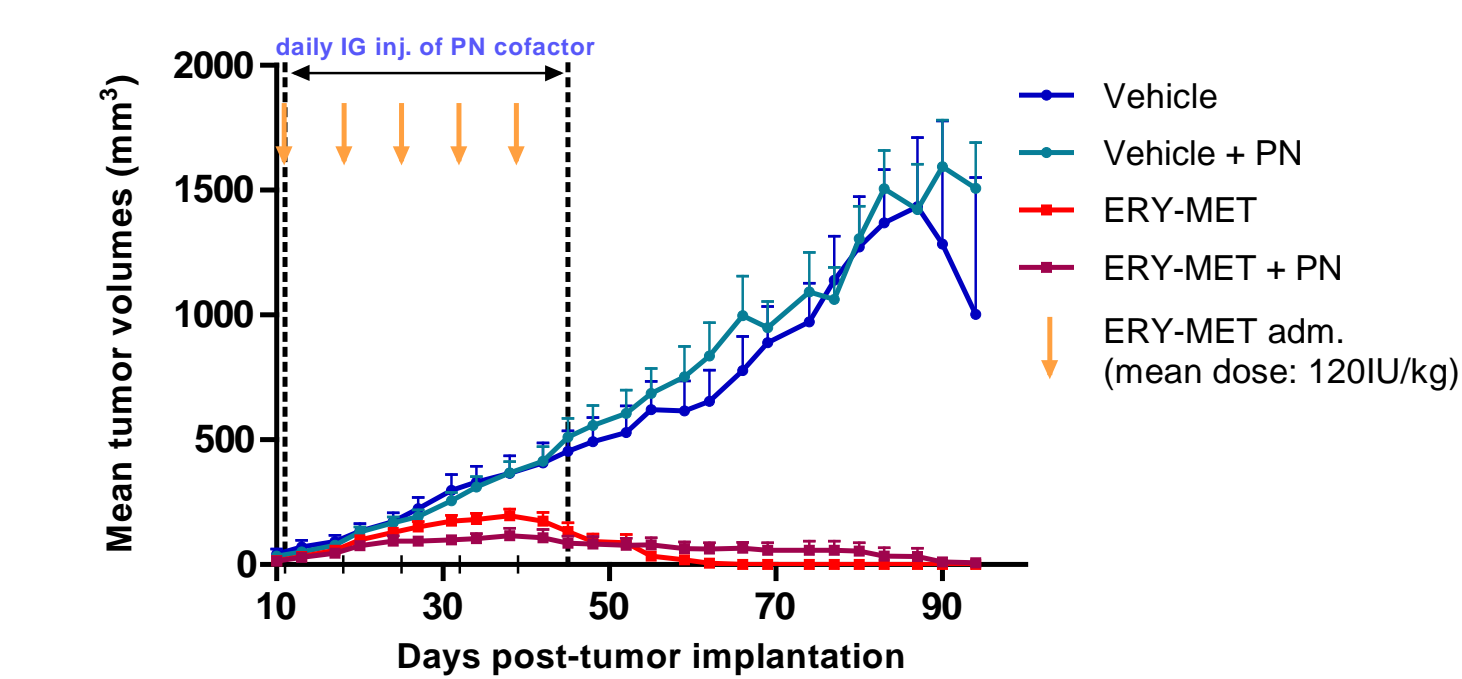 daily IG inj. of PN cofactor
2000
1500
1000
500
0
Mean tumor volumes (mm³)
10 30 50 70 90
Days post-tumor implantation
Vehicle
Vehicle + PN
ERY-MET
ERY-MET + PN
ERY-MET adm.
(mean dose: 120IU/kg)